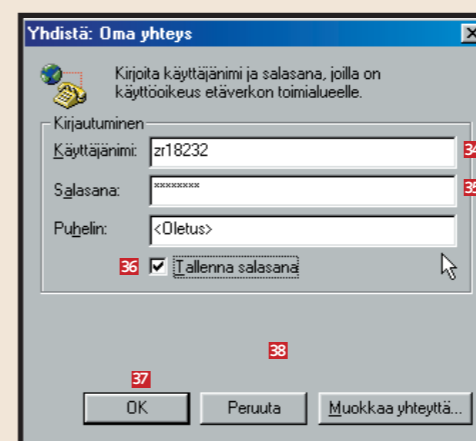 Yhdistä: Oma yhteys
Kirjoita käyttäjänimi ja salasana, joilla on
käyttöoikeus etäverkon toimialueelle.
Kirjautuminen
Käyttäjänimi: zr18232 34
Salasana: ******** 35
Puhelin: <Oletus>
36 Tallenna salasana
38
37
OK Peruuta Muokkaa yhteyttä...